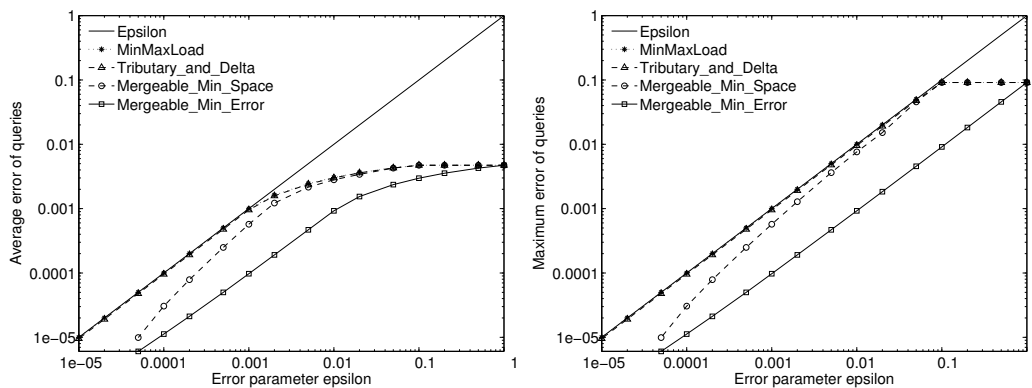 1
0.1
0.01
0.001
0.0001
1e-05
Average error of queries
Epsilon
MinMaxLoad
Tributary_and_Delta
Mergeable_Min_Space
Mergeable_Min_Error
1e-05 0.0001 0.001 0.01 0.1 1
Error parameter epsilon
1
0.1
0.01
0.001
0.0001
1e-05
Maximum error of queries
Epsilon
MinMaxLoad
Tributary_and_Delta
Mergeable_Min_Space
Mergeable_Min_Error
1e-05 0.0001 0.001 0.01 0.1
Error parameter epsilon